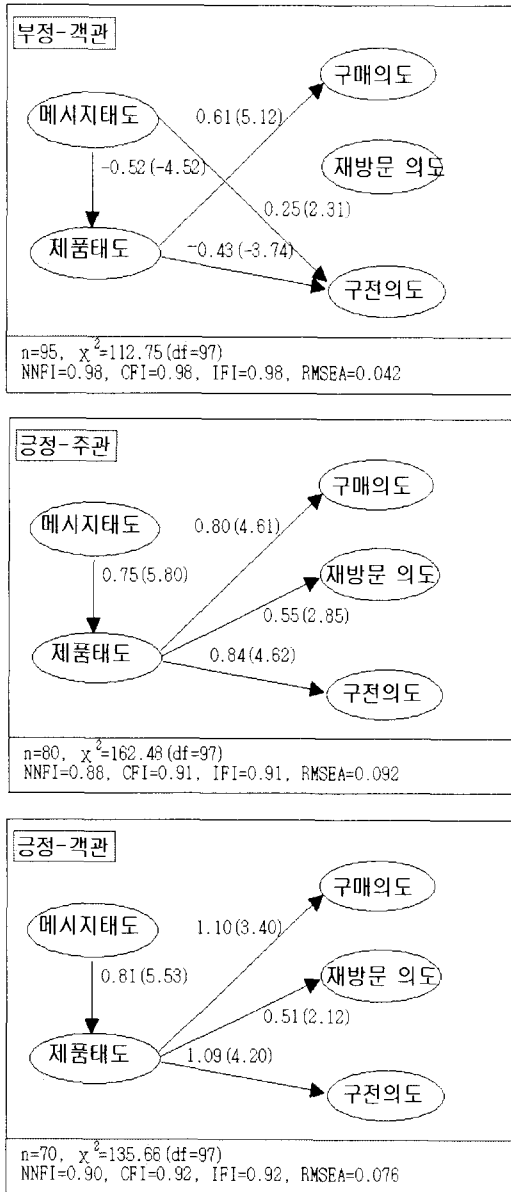 부정-객관
구매의도
메시지태도
0.61(5.12)
-0.52(-4.52)
재방문 의도
0.25(2.31)
제품태도
-0.43(-3.74)
구전의도
n=95, χ²=112.75(df=97)
NNFI=0.98, CFI=0.98, IFI=0.98, RMSEA=0.042
긍정-주관
구매의도
메시지태도
0.80(4.61)
0.75(5.80)
재방문 의도
0.55(2.85)
제품태도
0.84(4.62)
구전의도
n=80, χ²=162.48(df=97)
NNFI=0.88, CFI=0.91, IFI=0.91, RMSEA=0.092
긍정-객관
구매의도
메시지태도
1.10(3.40)
0.81(5.53)
재방문 의도
0.51(2.12)
제품태도
1.09(4.20)
구전의도
n=70, χ²=135.66(df=97)
NNFI=0.90, CFI=0.92, IFI=0.92, RMSEA=0.076